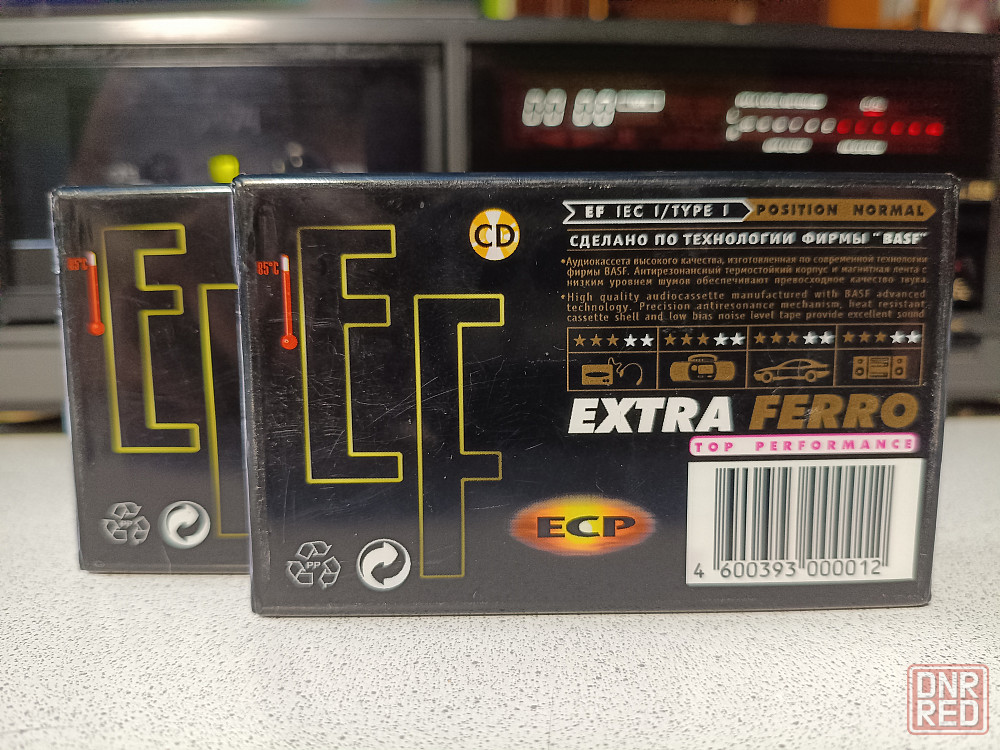 85°C
85°C
CD
EF IEC I/TYPE I POSITION NORMAL
СДЕЛАНО ПО ТЕХНОЛОГИИ ФИРМЫ "BASF"
•Аудиокассета высокого качества, изготовленная по современной технологии
фирмы BASF. Антирезонансный термостойкий корпус и магнитная лента с
низким уровнем шумов обеспечивают превосходное качество звука.
•High quality audiocassette manufactured with BASF advanced
technology. Precision antiresonance mechanism, heat resistant
cassette shell and low bias noise level tape provide excellent sound
EF
EXTRA FERRO
TOP PERFORMANCE
ECP
PP
4 600393 000012
DNR
RED